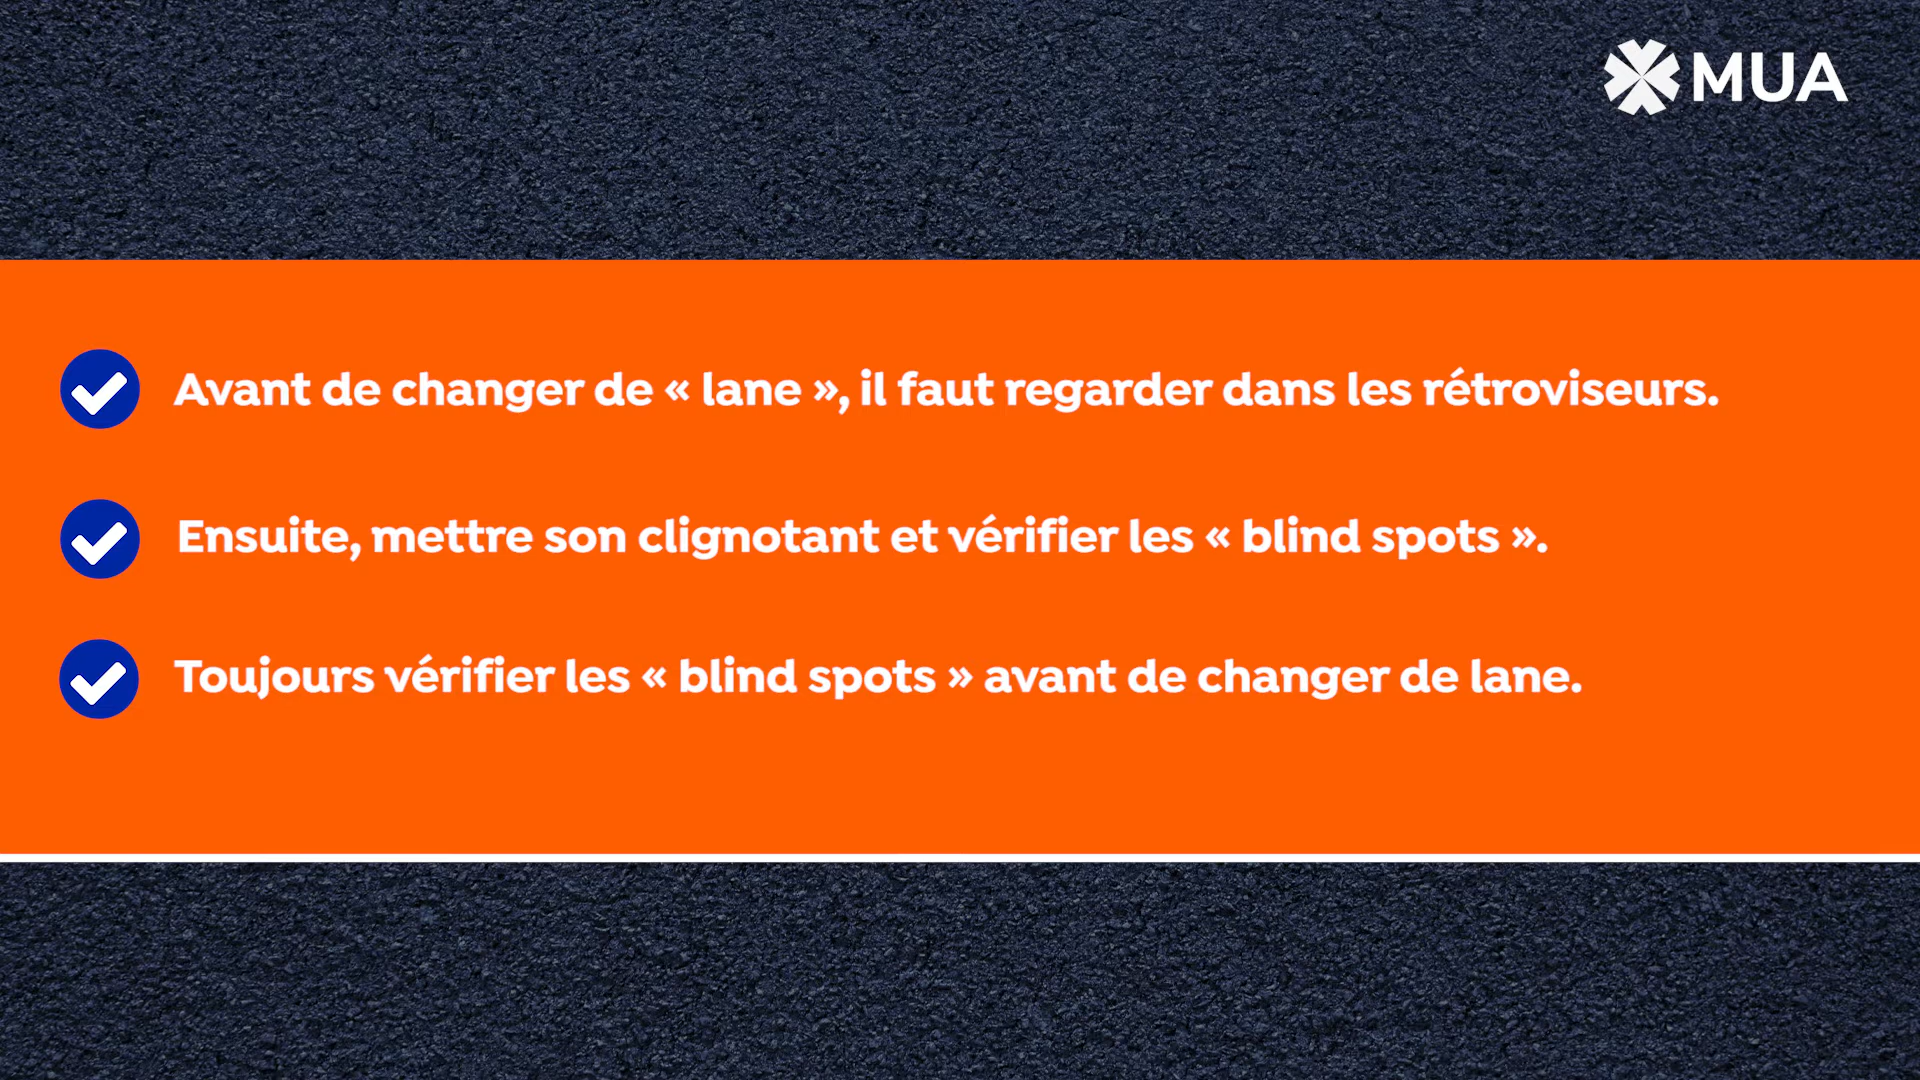 MUA
Avant de changer de « lane », il faut regarder dans les rétroviseurs.
Ensuite, mettre son clignotant et vérifier les « blind spots ».
Toujours vérifier les « blind spots » avant de changer de lane.